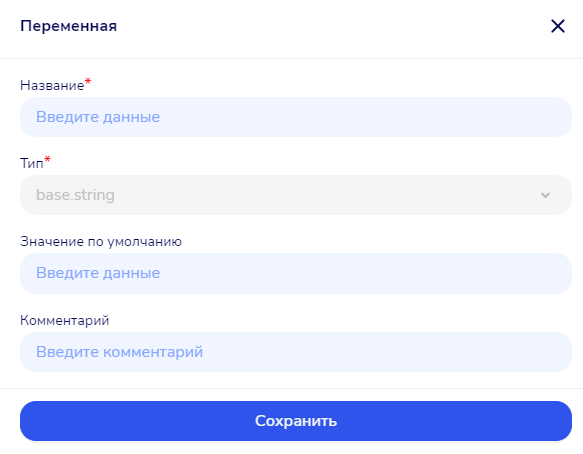 Переменная
Название*
Введите данные
Тип*
base.string
Значение по умолчанию
Введите данные
Комментарий
Введите комментарий
Сохранить